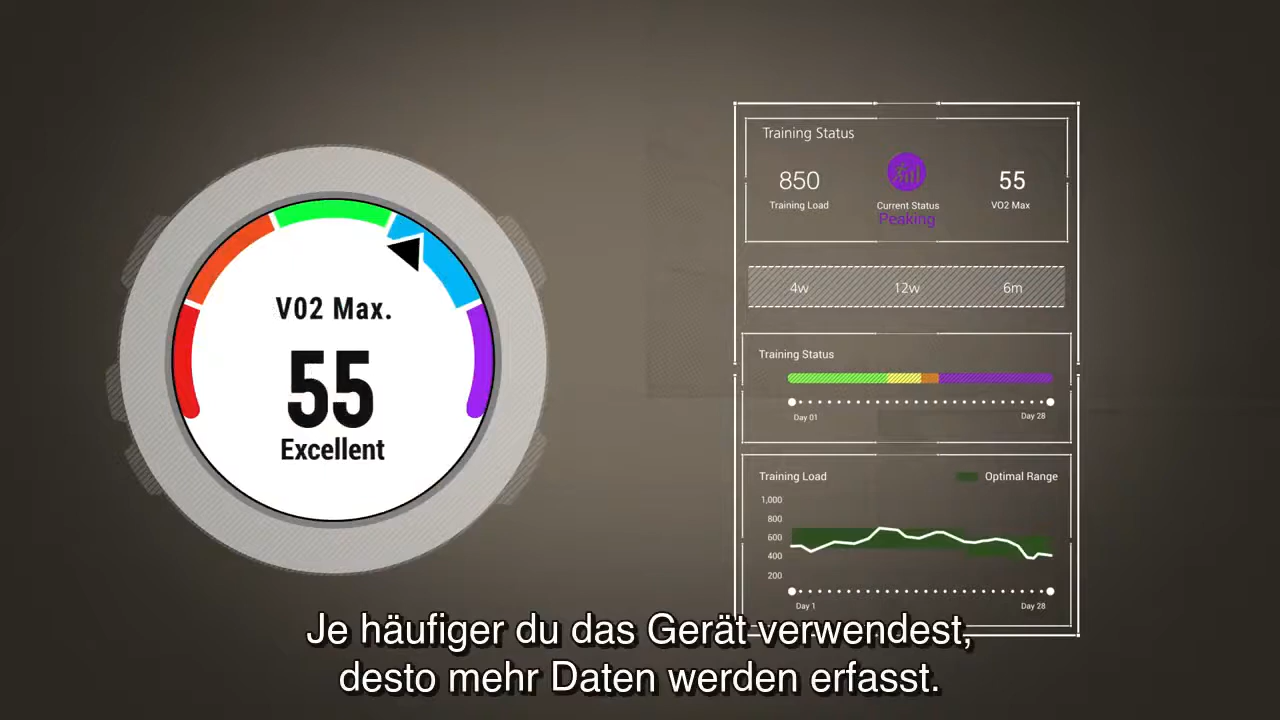 V02 Max.
55
Excellent
Training Status
850
Training Load
Current Status
Peaking
55
VO2 Max
4w
12w
6m
Training Status
Day 01
Day 28
Training Load
Optimal Range
1,000
800
600
400
200
Day 1
Day 28
Je häufiger du das Gerät verwendest,
desto mehr Daten werden erfasst.